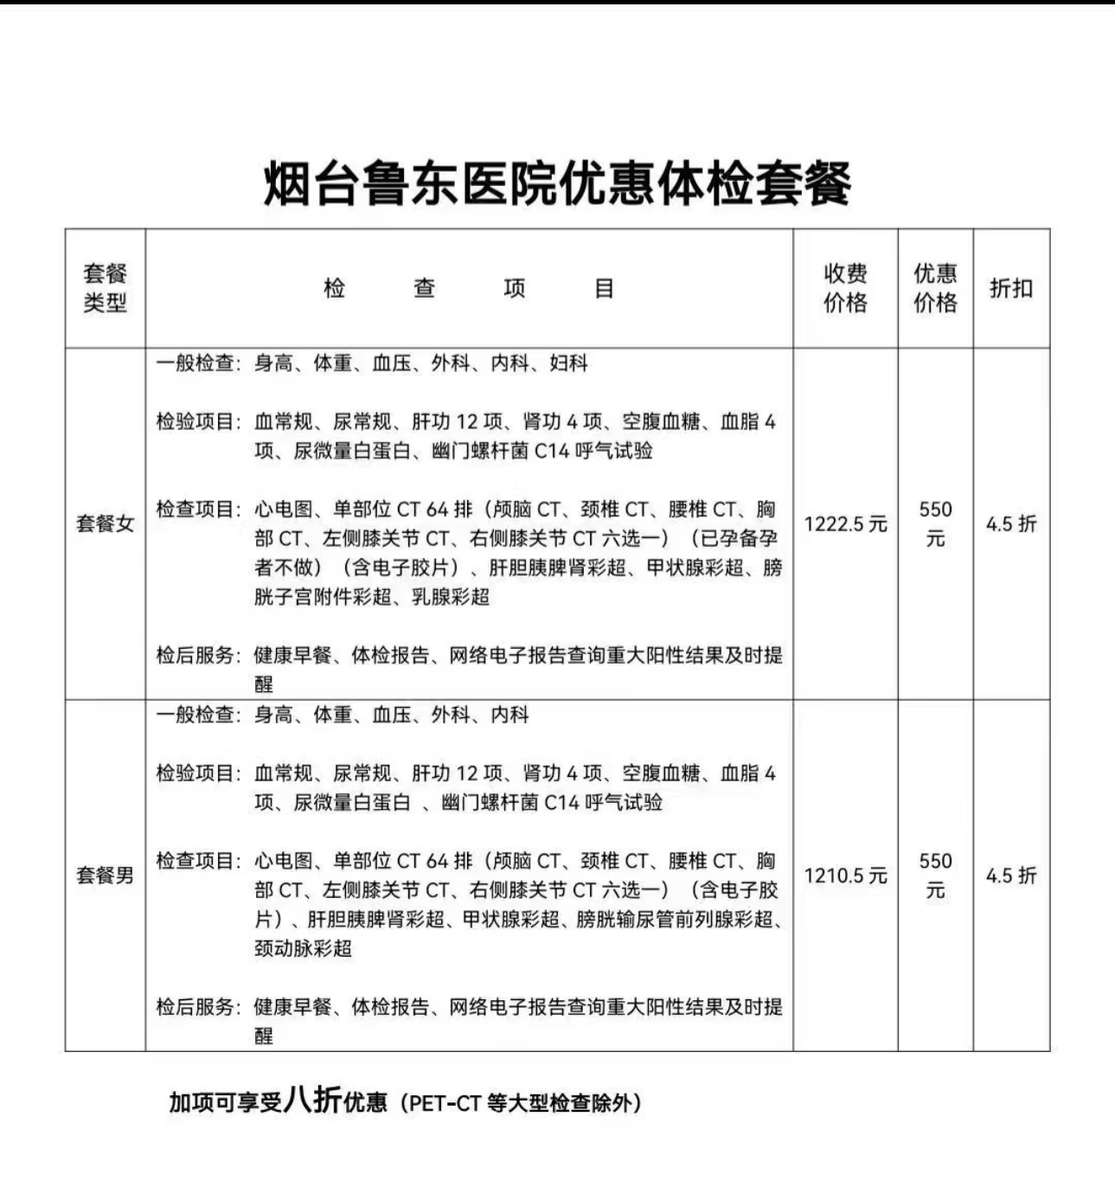 烟台鲁东医院优惠体检套餐
套餐类型 检查项目 收费价格 优惠价格 折扣
一般检查：身高、体重、血压、外科、内科、妇科
检验项目：血常规、尿常规、肝功 12 项、肾功 4 项、空腹血糖、血脂 4
项、尿微量白蛋白、幽门螺杆菌 C14 呼气试验
检查项目：心电图、单部位 CT 64 排（颅脑 CT、颈椎 CT、腰椎 CT、胸
部 CT、左侧膝关节 CT、右侧膝关节 CT 六选一）（已孕备孕
套餐女 1222.5 元 550元 4.5 折
者不做）（含电子胶片）、肝胆胰脾肾彩超、甲状腺彩超、膀
胱子宫附件彩超、乳腺彩超
检后服务：健康早餐、体检报告、网络电子报告查询重大阳性结果及时提
醒
一般检查：身高、体重、血压、外科、内科
检验项目：血常规、尿常规、肝功 12 项、肾功 4 项、空腹血糖、血脂 4
项、尿微量白蛋白 、幽门螺杆菌 C14 呼气试验
检查项目：心电图、单部位 CT 64 排（颅脑 CT、颈椎 CT、腰椎 CT、胸
部 CT、左侧膝关节 CT、右侧膝关节 CT 六选一）（含电子胶
套餐男 1210.5 元 550元 4.5 折
片）、肝胆胰脾肾彩超、甲状腺彩超、膀胱输尿管前列腺彩超、
颈动脉彩超
检后服务：健康早餐、体检报告、网络电子报告查询重大阳性结果及时提
醒
加项可享受八折优惠（PET-CT 等大型检查除外）